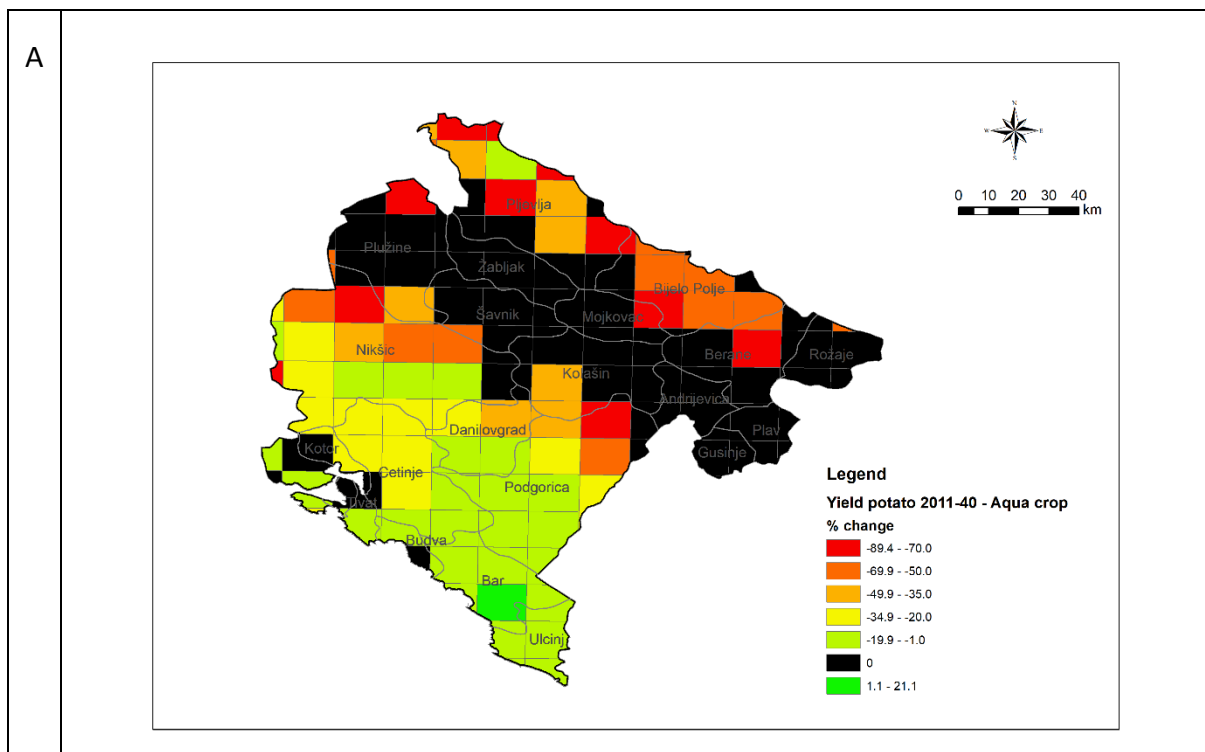 A
N
W E
S
0 10 20 30 40
km
Pljevlja
Plužine
Žabljak
Bijelo Polje
Šavnik
Mojkovac
Nikšic
Berane
Rožaje
Kolašin
Andrijevica
Danilovgrad
Plav
Kotor
Gusinje
Cetinje
Podgorica
Tivat
Budva
Bar
Ulcinj
Legend
Yield potato 2011-40 - Aqua crop
% change
-89.4 - -70.0
-69.9 - -50.0
-49.9 - -35.0
-34.9 - -20.0
-19.9 - -1.0
0
1.1 - 21.1